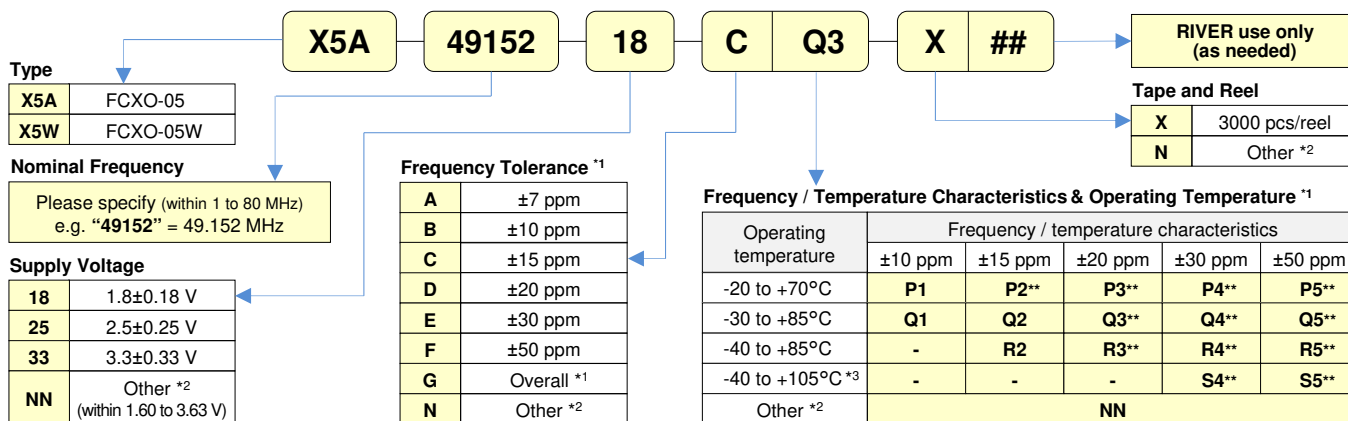 X5A 49152 18 C Q3 X ##
RIVER use only
(as needed)
Type
X5A FCXO-05
X5W FCXO-05W
Nominal Frequency
Please specify (within 1 to 80 MHz)
e.g. “49152” = 49.152 MHz
Supply Voltage
18 1.8±0.18 V
25 2.5±0.25 V
33 3.3±0.33 V
NN Other *2
(within 1.60 to 3.63 V)
Frequency Tolerance *1
A ±7 ppm
B ±10 ppm
C ±15 ppm
D ±20 ppm
E ±30 ppm
F ±50 ppm
G Overall *1
N Other *2
Tape and Reel
X 3000 pcs/reel
N Other *2
Frequency / Temperature Characteristics & Operating Temperature *1
Operating
temperature
Frequency / temperature characteristics
±10 ppm ±15 ppm ±20 ppm ±30 ppm ±50 ppm
-20 to +70°C P1 P2** P3** P4** P5**
-30 to +85°C Q1 Q2 Q3** Q4** Q5**
-40 to +85°C - R2 R3** R4** R5**
-40 to +105°C *3 - - - S4** S5**
Other *2 NN